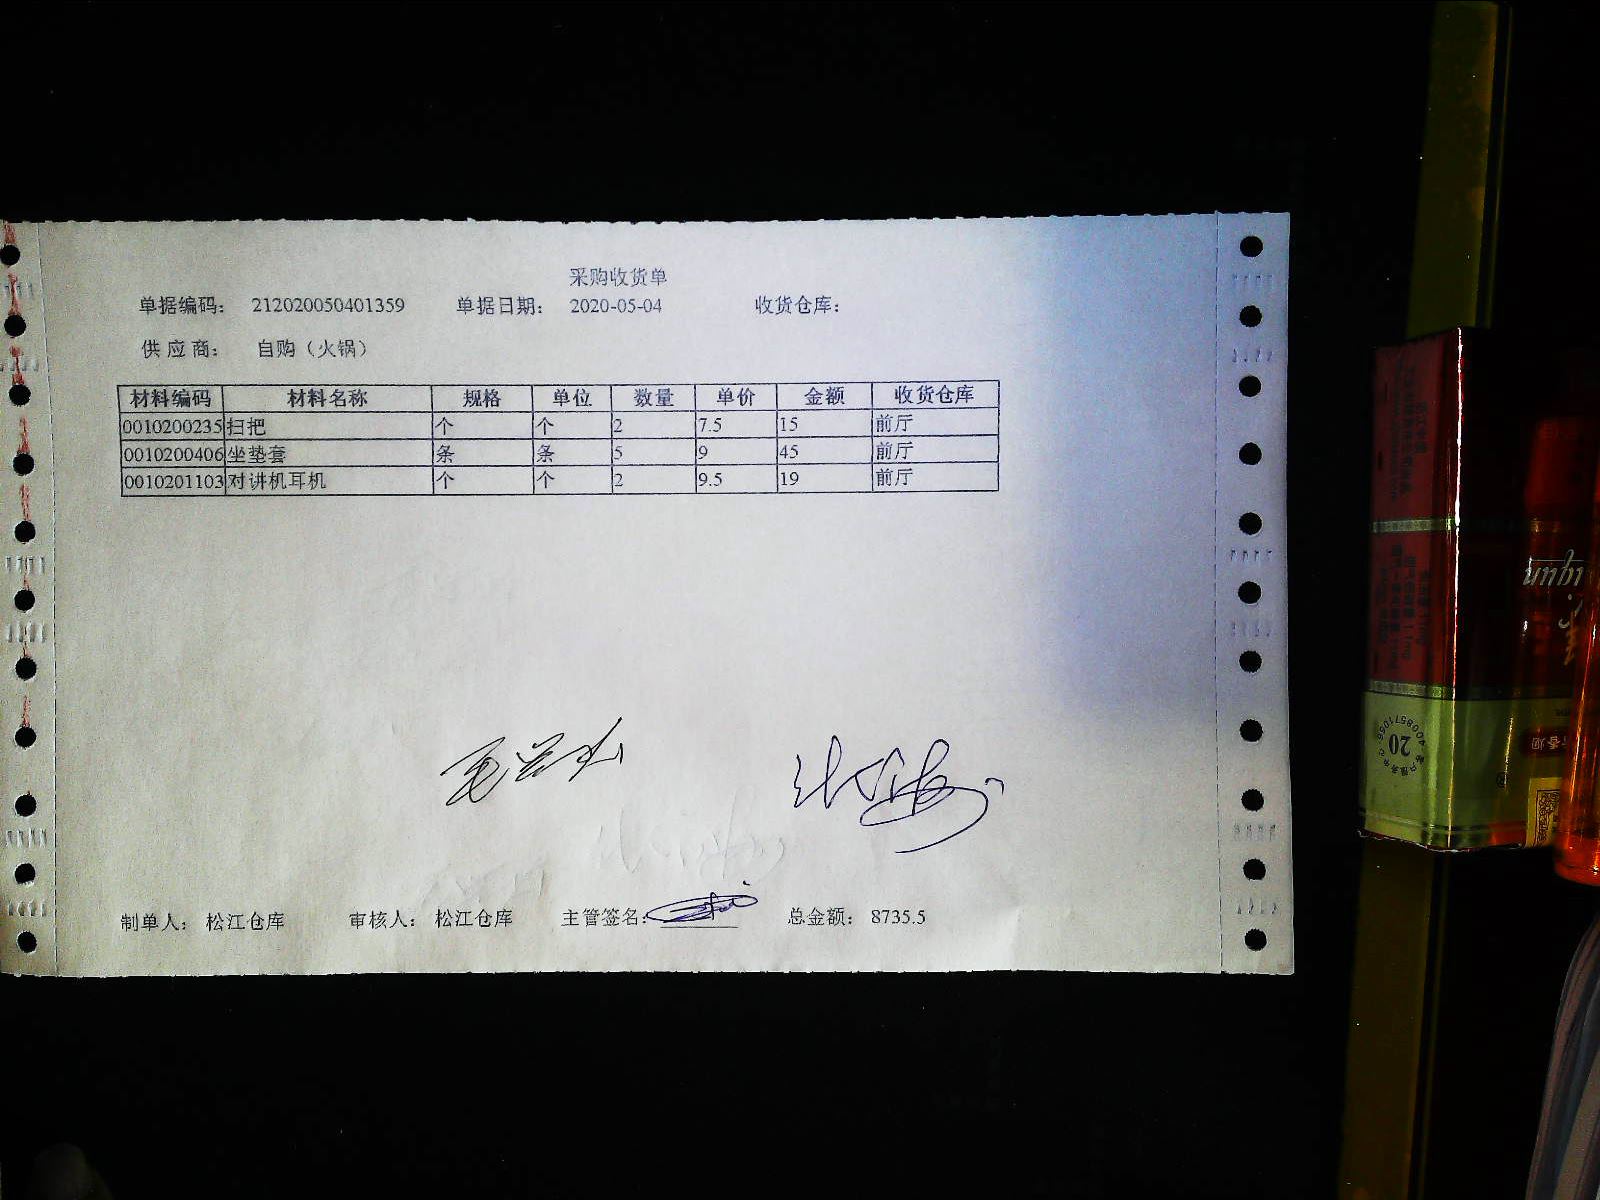 采购收货单
单据编码： 212020050401359 单据日期： 2020-05-04 收货仓库：
供 应 商： 自购（火锅）
材料编码 材料名称 规格 单位 数量 单价 金额 收货仓库
0010200235 扫把 个 个 2 7.5 15 前厅
0010200406 坐垫套 条 条 5 9 45 前厅
0010201103 对讲机耳机 个 个 2 9.5 19 前厅
制单人： 松江仓库 审核人： 松江仓库 主管签名： 总金额： 8735.5
20
4008571056